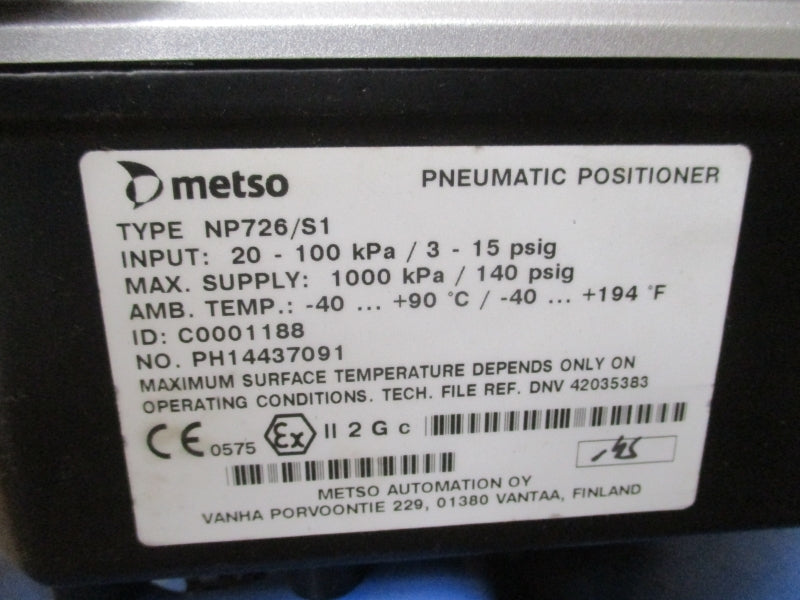 metso PNEUMATIC POSITIONER
TYPE NP726/S1
INPUT: 20 - 100 kPa / 3 - 15 psig
MAX. SUPPLY: 1000 kPa / 140 psig
AMB. TEMP.: -40 ... +90 °C / -40 ... +194 °F
ID: C0001188
NO. PH14437091
MAXIMUM SURFACE TEMPERATURE DEPENDS ONLY ON
OPERATING CONDITIONS. TECH. FILE REF. DNV 42035383
CE 0575 Ex II 2 G c
METSO AUTOMATION OY
VANHA PORVOONTIE 229, 01380 VANTAA, FINLAND